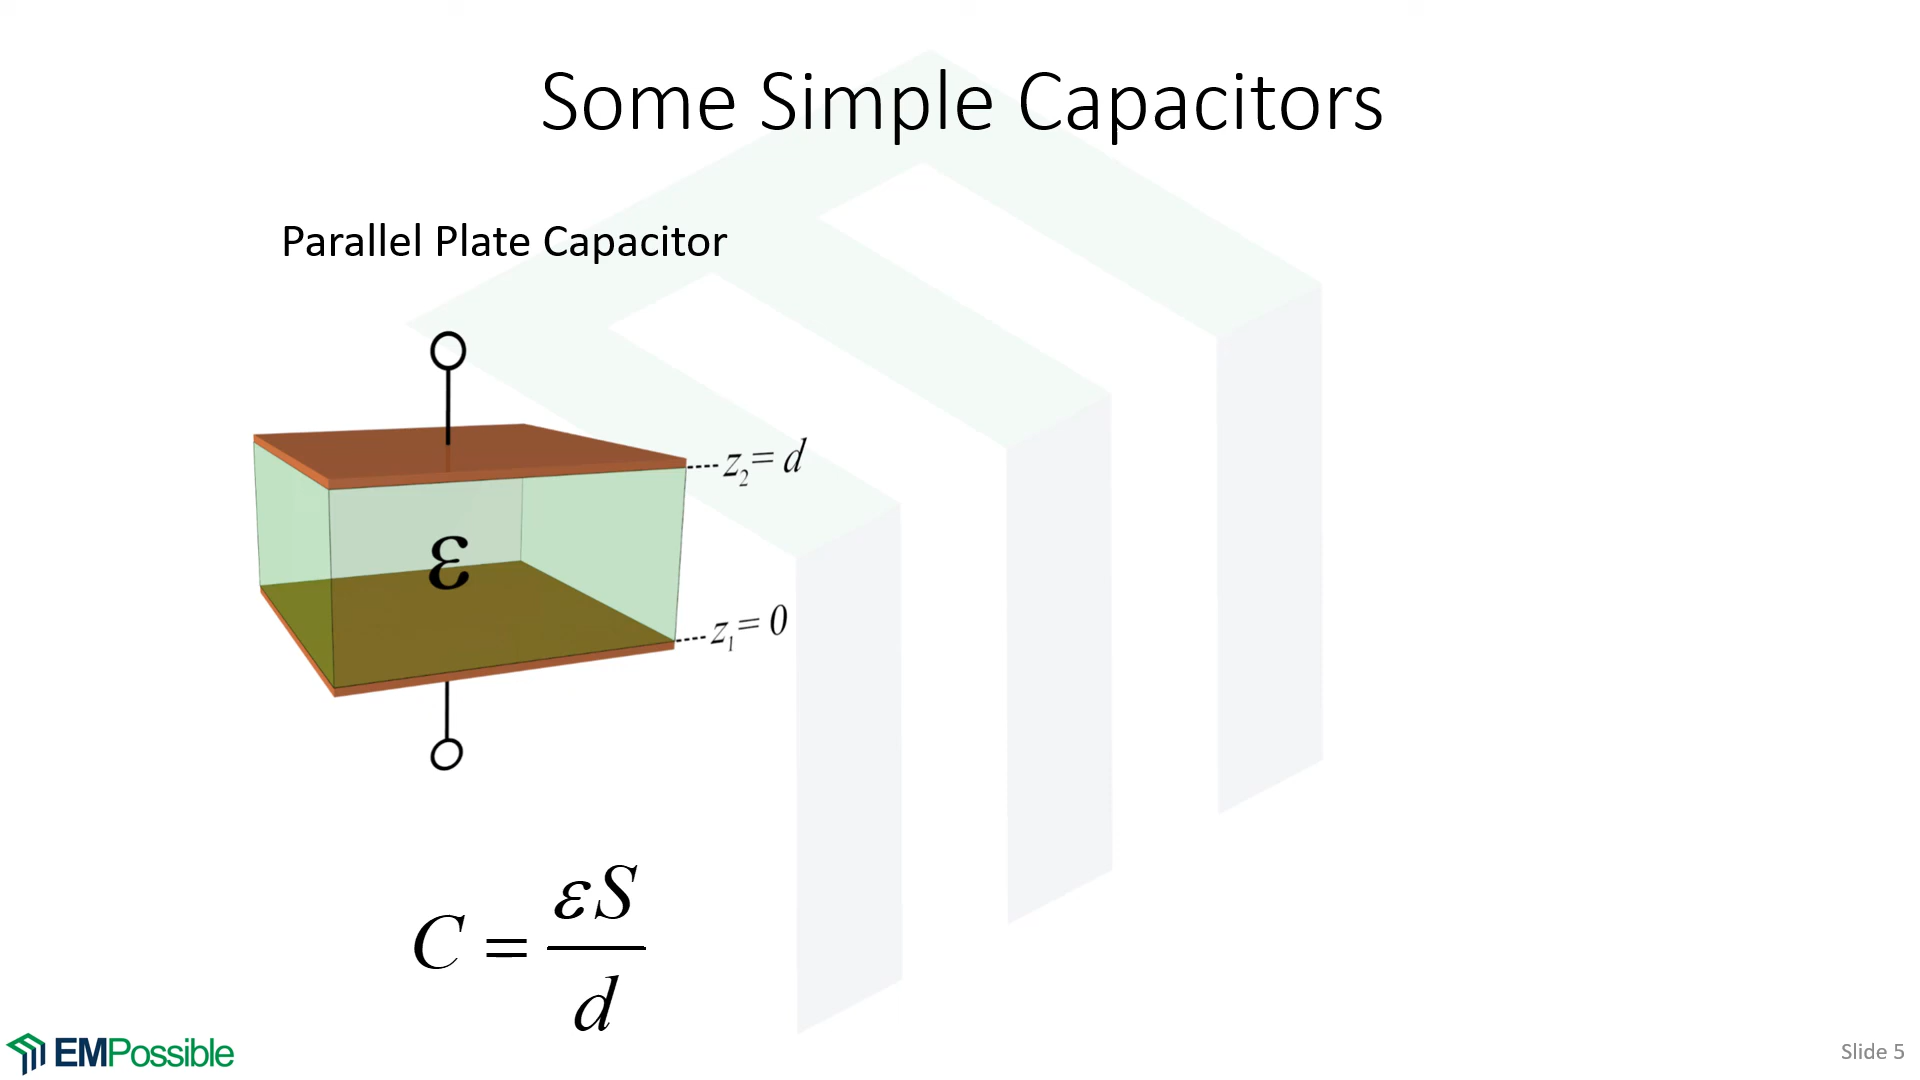 Some Simple Capacitors
Parallel Plate Capacitor
z₂ = d
ε
z₁ = 0
C = εS / d
EMPossible
Slide 5